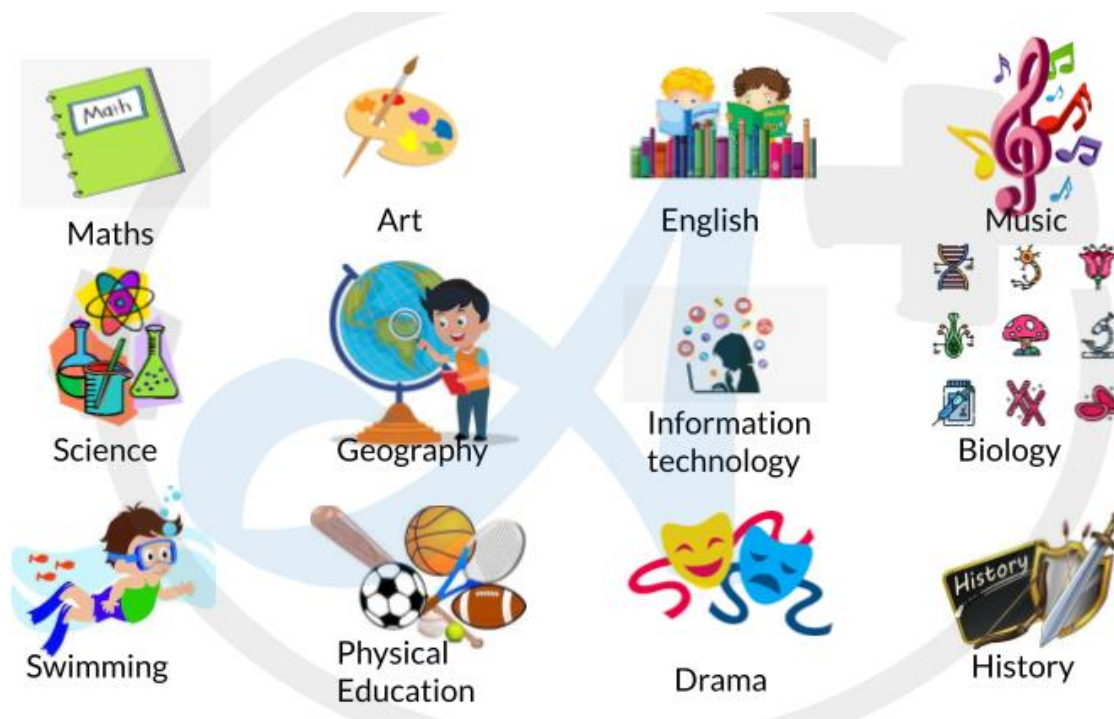 Math
Maths
Art
English
Music
Science
Geography
Information
technology
Biology
Swimming
Physical
Education
Drama
History
History